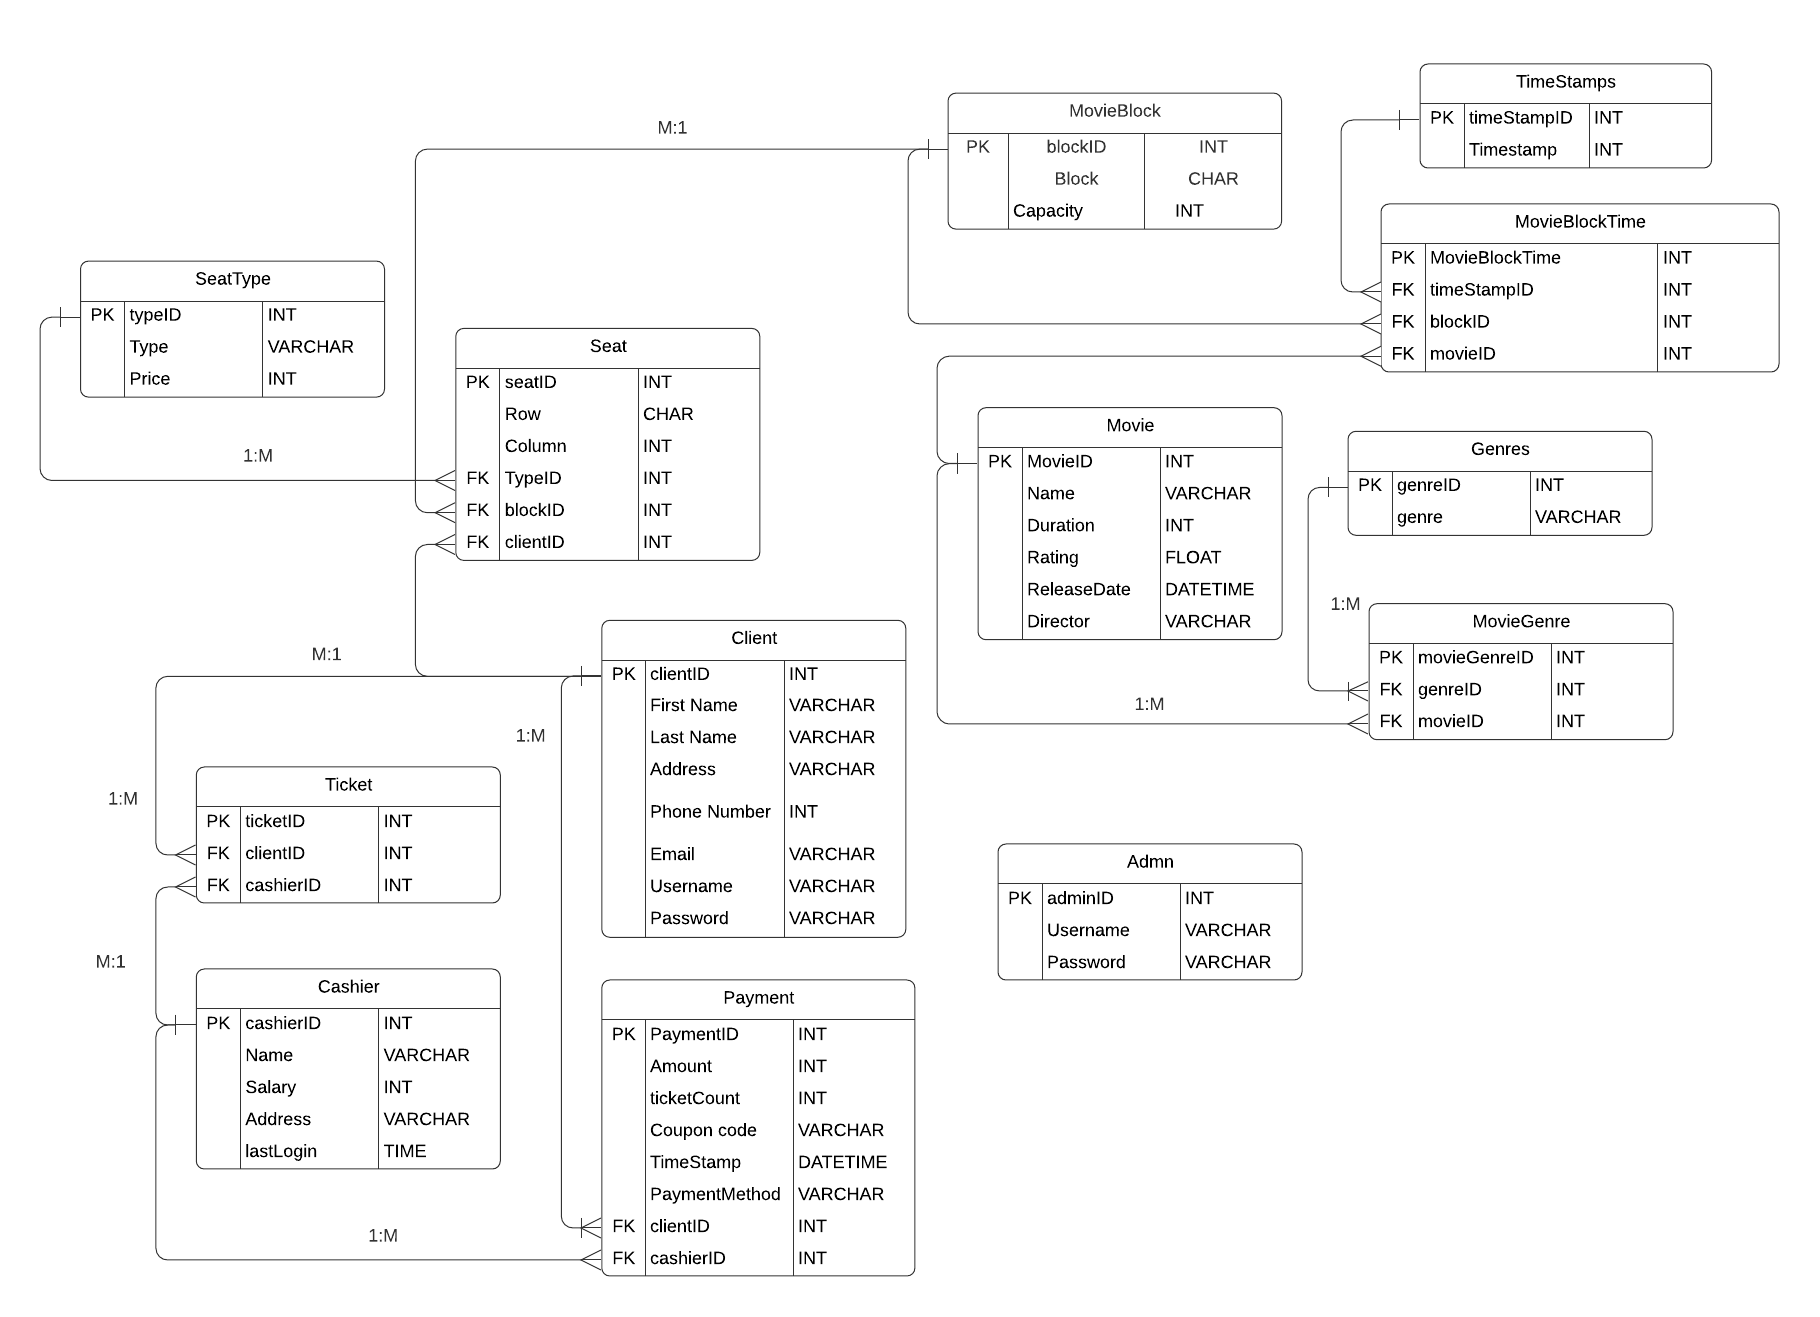 M:1
MovieBlock
PK blockID INT
Block CHAR
Capacity INT
TimeStamps
PK timeStampID INT
Timestamp INT
MovieBlockTime
PK MovieBlockTime INT
FK timeStampID INT
FK blockID INT
FK movieID INT
SeatType
PK typeID INT
Type VARCHAR
Price INT
1:M
Seat
PK seatID INT
Row CHAR
Column INT
FK TypeID INT
FK blockID INT
FK clientID INT
Movie
PK MovieID INT
Name VARCHAR
Duration INT
Rating FLOAT
ReleaseDate DATETIME
Director VARCHAR
Genres
PK genreID INT
genre VARCHAR
1:M
MovieGenre
PK movieGenreID INT
FK genreID INT
FK movieID INT
1:M
M:1
Client
PK clientID INT
First Name VARCHAR
Last Name VARCHAR
Address VARCHAR
Phone Number INT
Email VARCHAR
Username VARCHAR
Password VARCHAR
1:M
1:M
Ticket
PK ticketID INT
FK clientID INT
FK cashierID INT
M:1
Admn
PK adminID INT
Username VARCHAR
Password VARCHAR
Cashier
PK cashierID INT
Name VARCHAR
Salary INT
Address VARCHAR
lastLogin TIME
1:M
Payment
PK PaymentID INT
Amount INT
ticketCount INT
Coupon code VARCHAR
TimeStamp DATETIME
PaymentMethod VARCHAR
FK clientID INT
FK cashierID INT